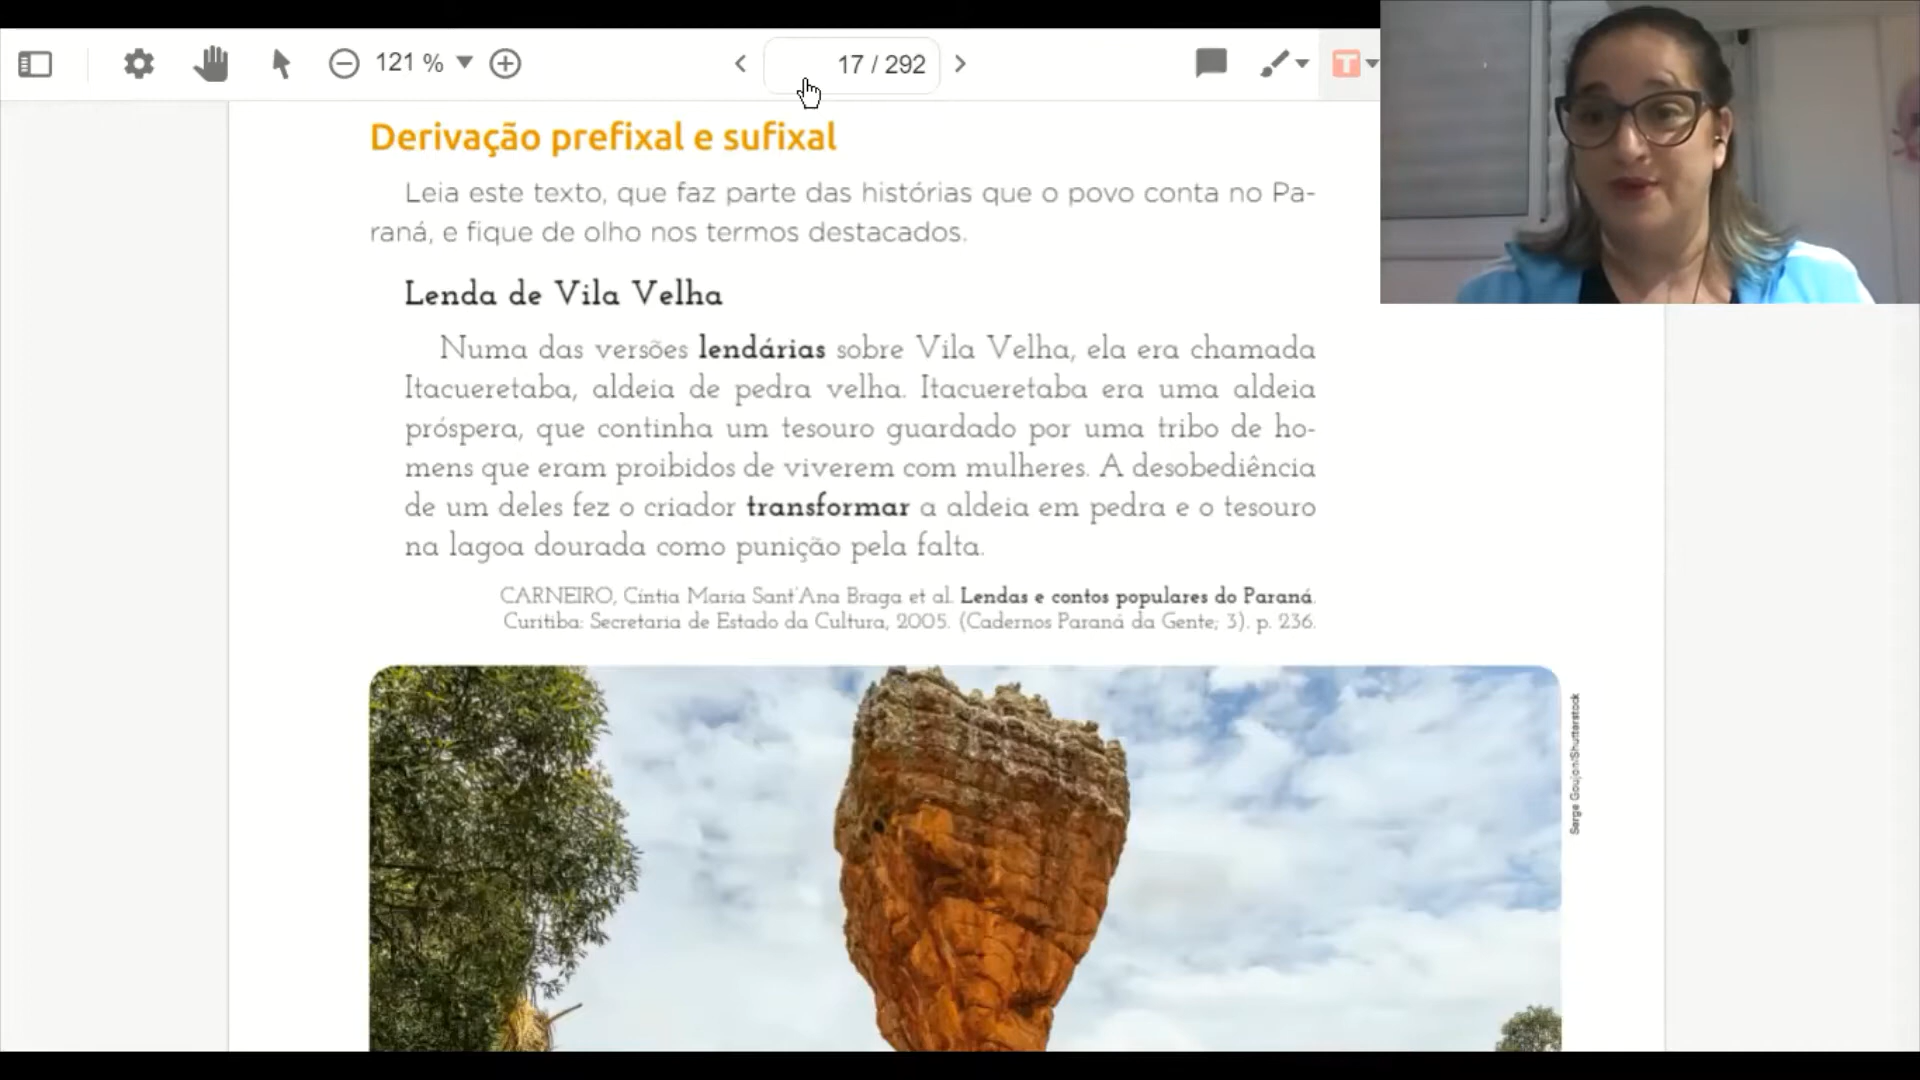 121 %
17 / 292
T
Derivação prefixal e sufixal
Leia este texto, que faz parte das histórias que o povo conta no Pa-
raná, e fique de olho nos termos destacados.
Lenda de Vila Velha
Numa das versões lendárias sobre Vila Velha, ela era chamada
Itacueretaba, aldeia de pedra velha. Itacueretaba era uma aldeia
próspera, que continha um tesouro guardado por uma tribo de ho-
mens que eram proibidos de viverem com mulheres. A desobediência
de um deles fez o criador transformar a aldeia em pedra e o tesouro
na lagoa dourada como punição pela falta.
CARNEIRO, Cíntia Maria Sant'Ana Braga et al. Lendas e contos populares do Paraná.
Curitiba: Secretaria de Estado da Cultura, 2005. (Cadernos Paraná da Gente; 3). p. 236.
Serge Goujon/Shutterstock